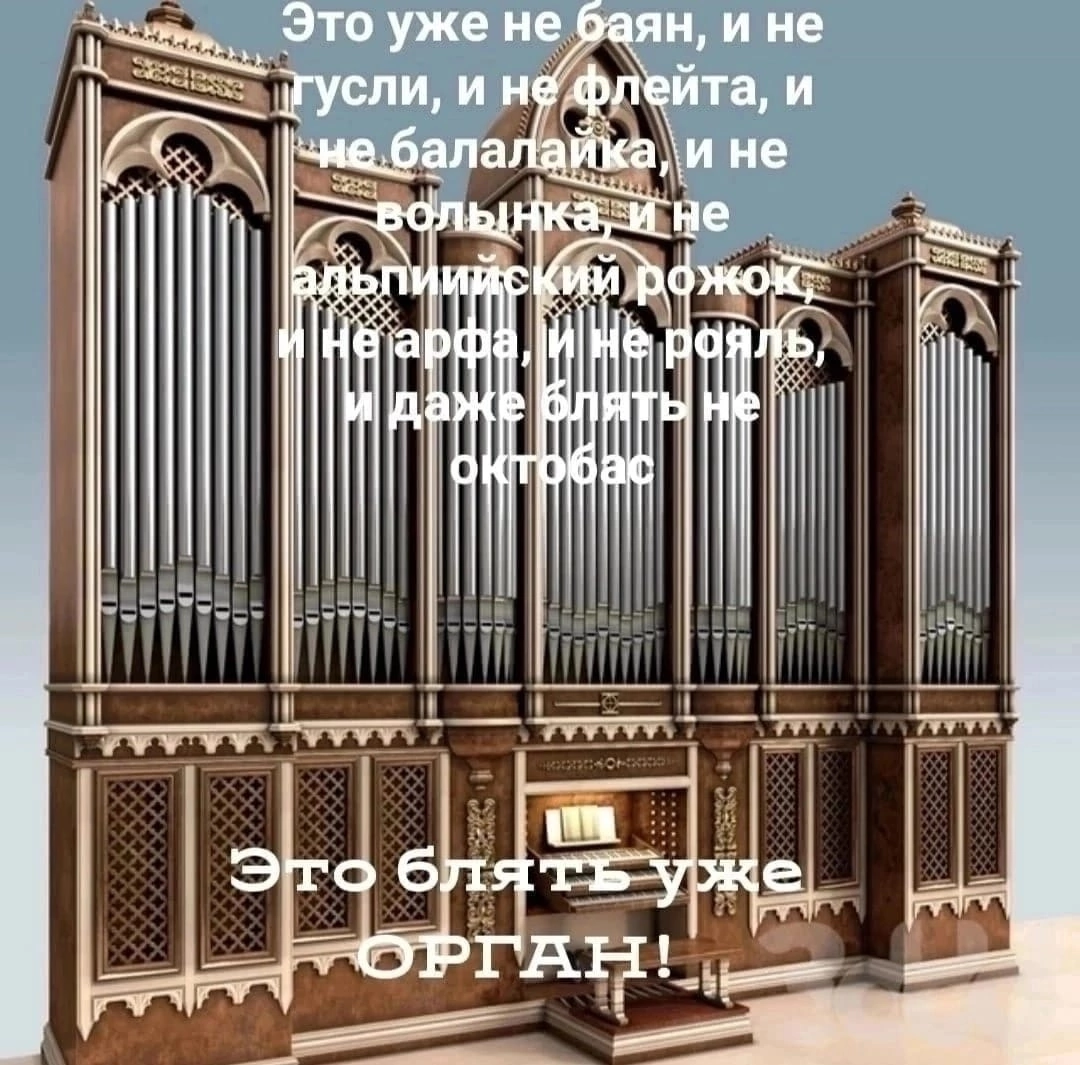 Это уже не баян, и не
гусли, и не флейта, и
не балалайка, и не
волынка, и не
альпиийский рожок,
и не арфа, и не рояль,
и даже блять не
октобас
Это блять уже
ОРГАН!